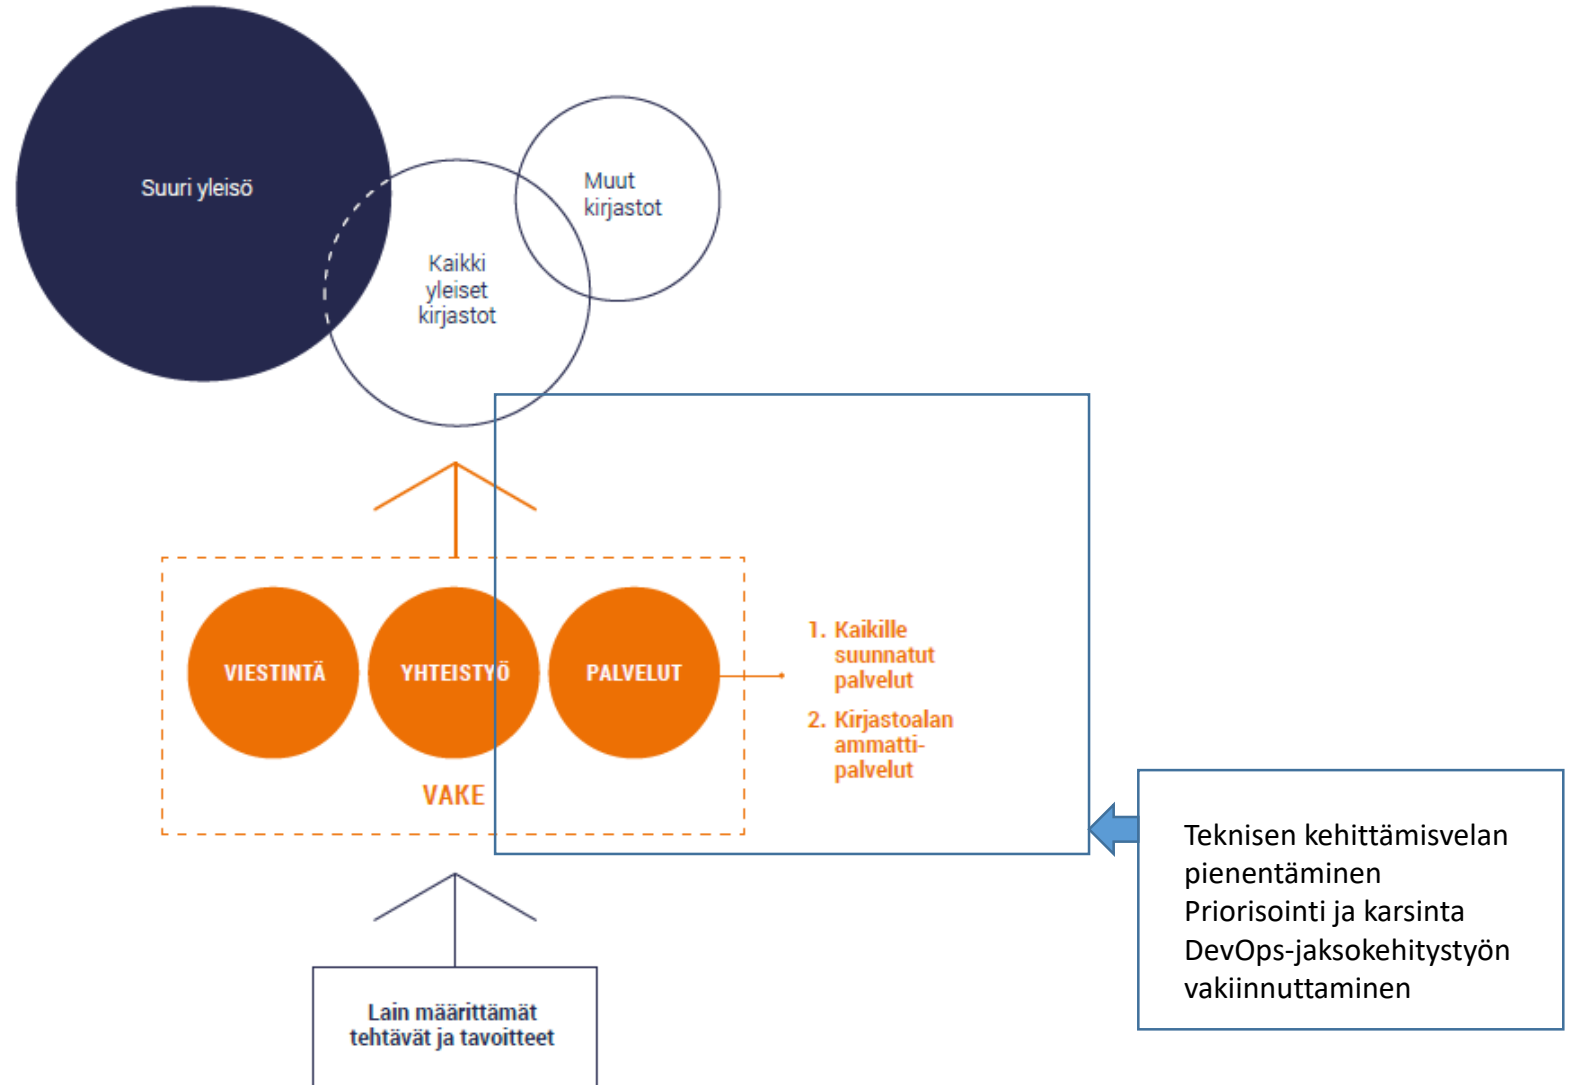 Suuri yleisö
Muut
kirjastot
Kaikki
yleiset
kirjastot
VIESTINTÄ
YHTEISTYÖ
PALVELUT
1. Kaikille
suunnatut
palvelut
2. Kirjastoalan
ammatti-
palvelut
VAKE
Teknisen kehittämisvelan
pienentäminen
Priorisointi ja karsinta
DevOps-jaksokehitystyön
vakiinnuttaminen
Lain määrittämät
tehtävät ja tavoitteet